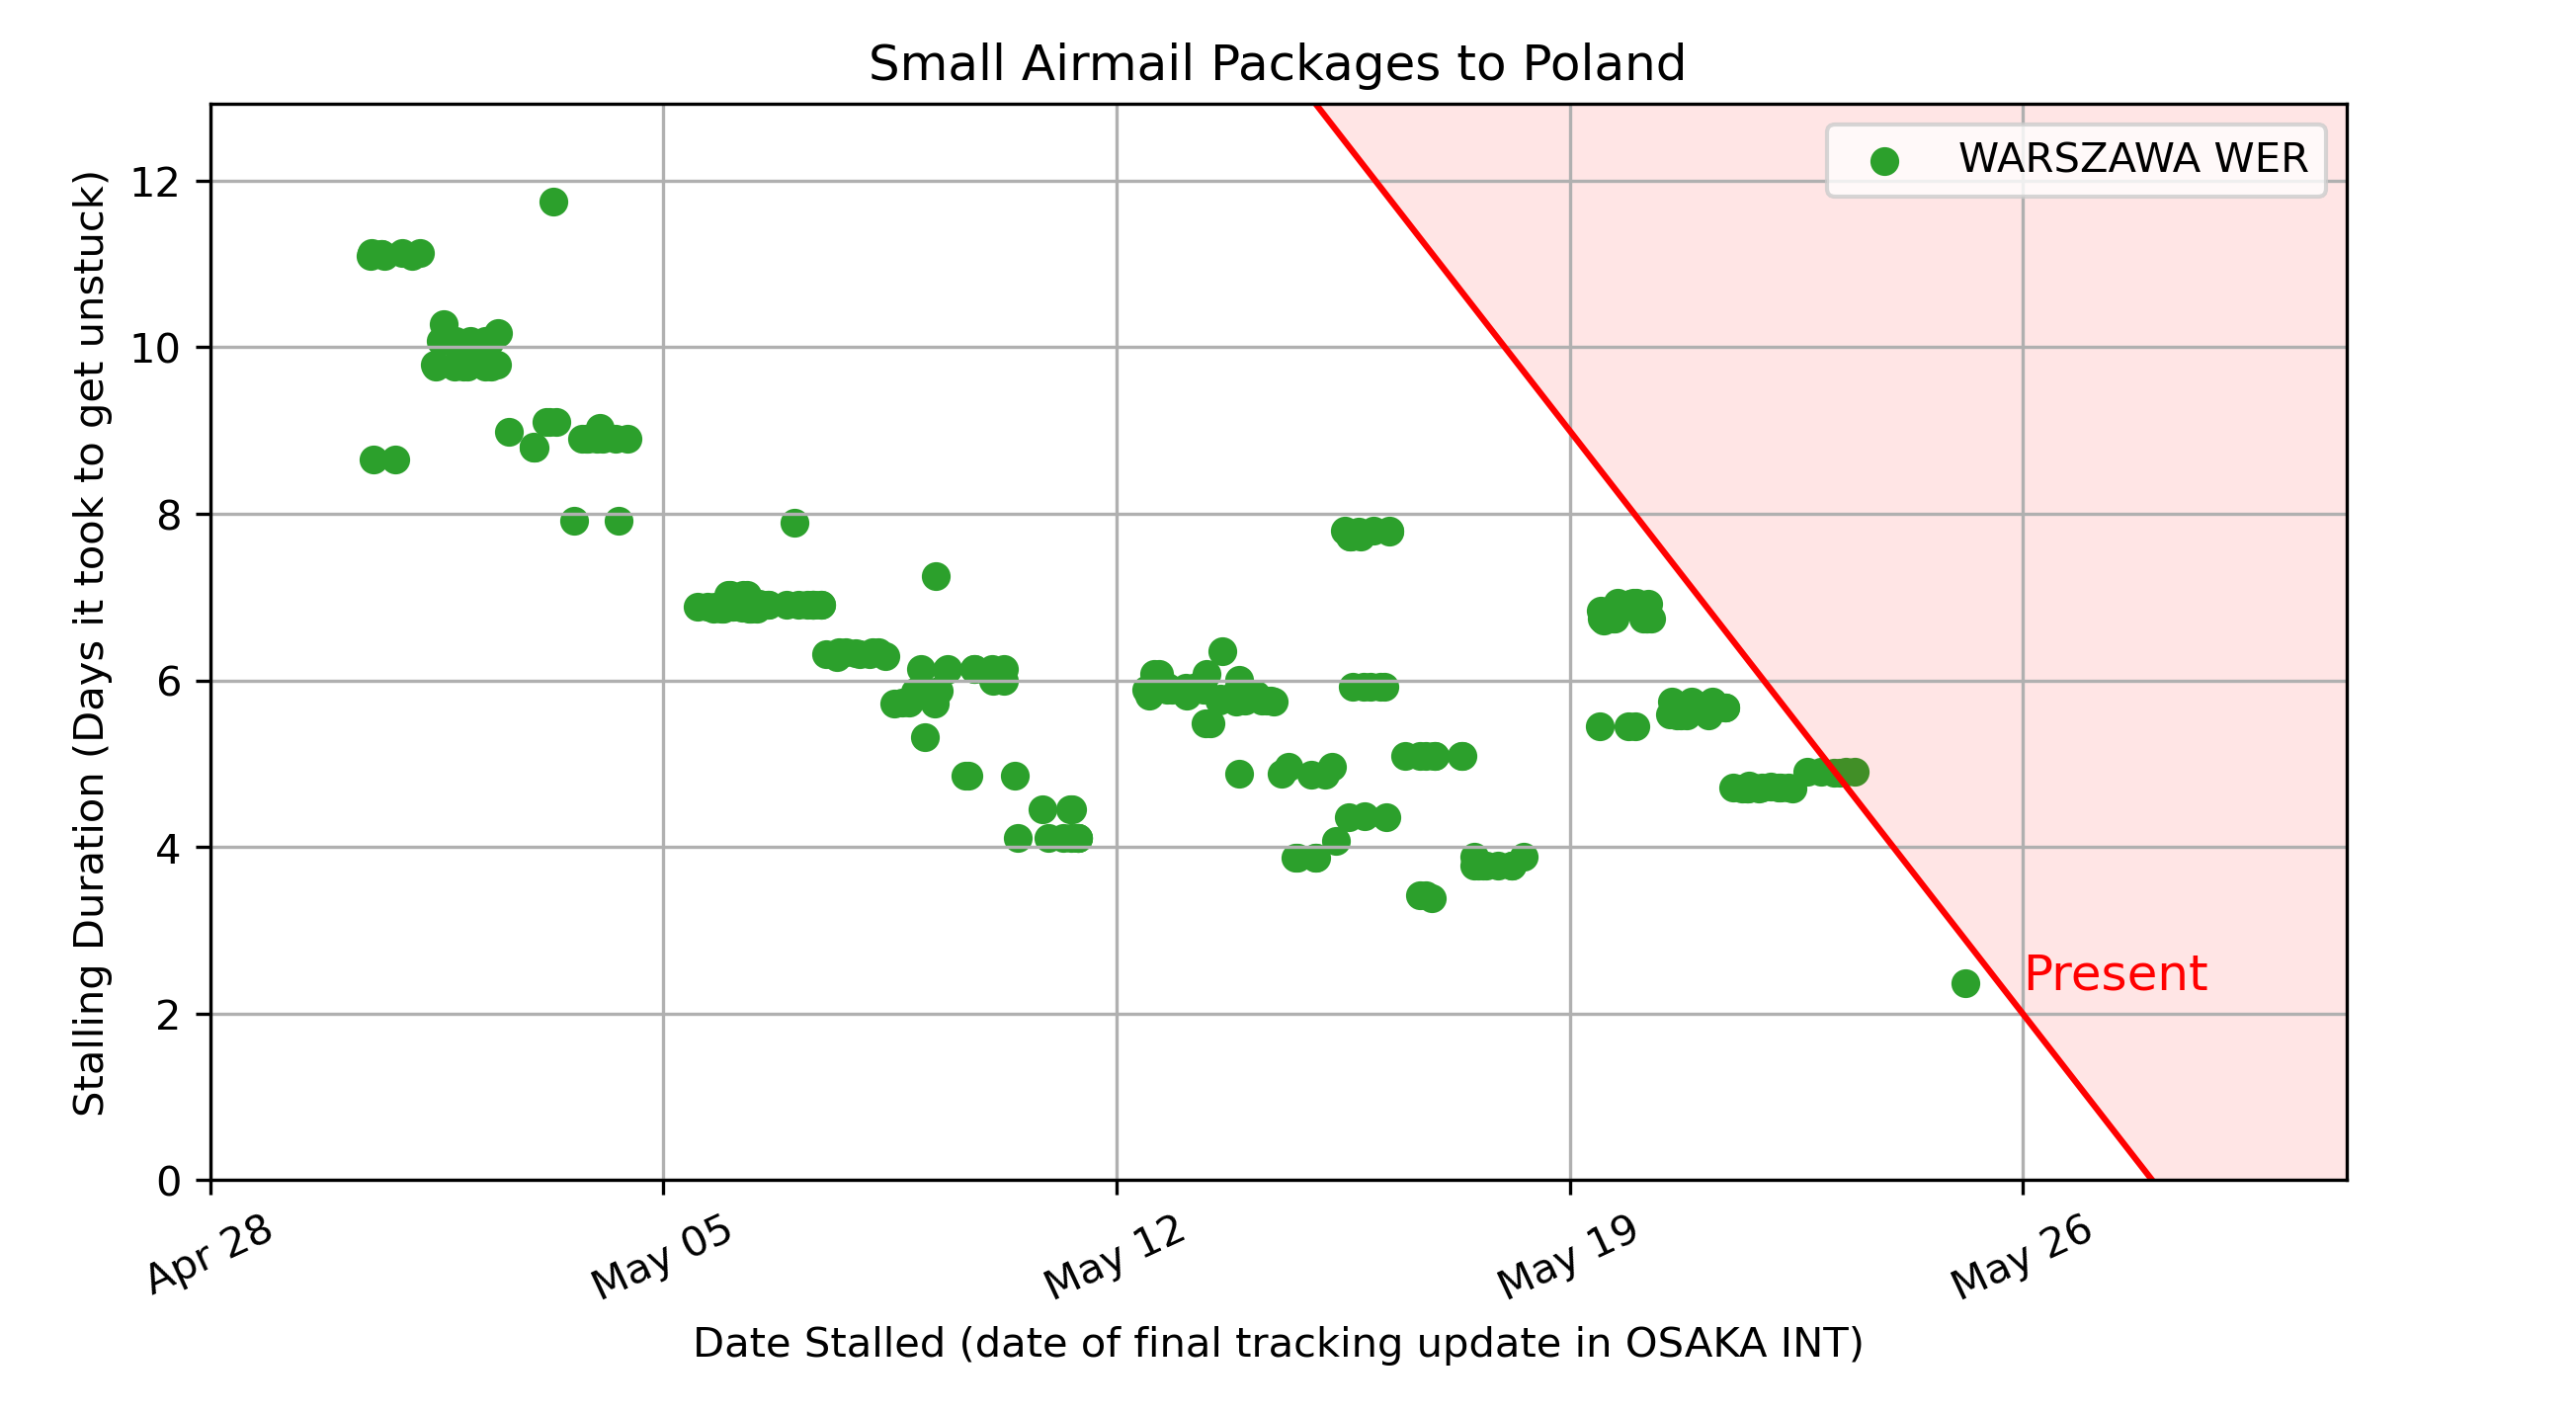 Small Airmail Packages to Poland
WARSZAWA WER
Stalling Duration (Days it took to get unstuck)
12
10
8
6
4
2
0
Present
Apr 28
May 05
May 12
May 19
May 26
Date Stalled (date of final tracking update in OSAKA INT)